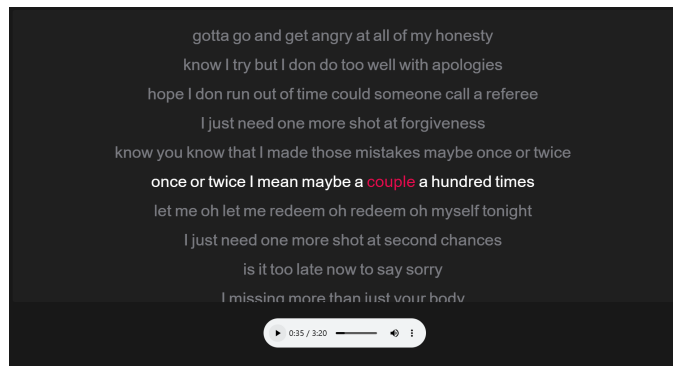 gotta go and get angry at all of my honesty
know I try but I don do too well with apologies
hope I don run out of time could someone call a referee
I just need one more shot at forgiveness
know you know that I made those mistakes maybe once or twice
once or twice I mean maybe a couple a hundred times
let me oh let me redeem oh redeem oh myself tonight
I just need one more shot at second chances
is it too late now to say sorry
I missing more than just your body
0:35 / 3:20